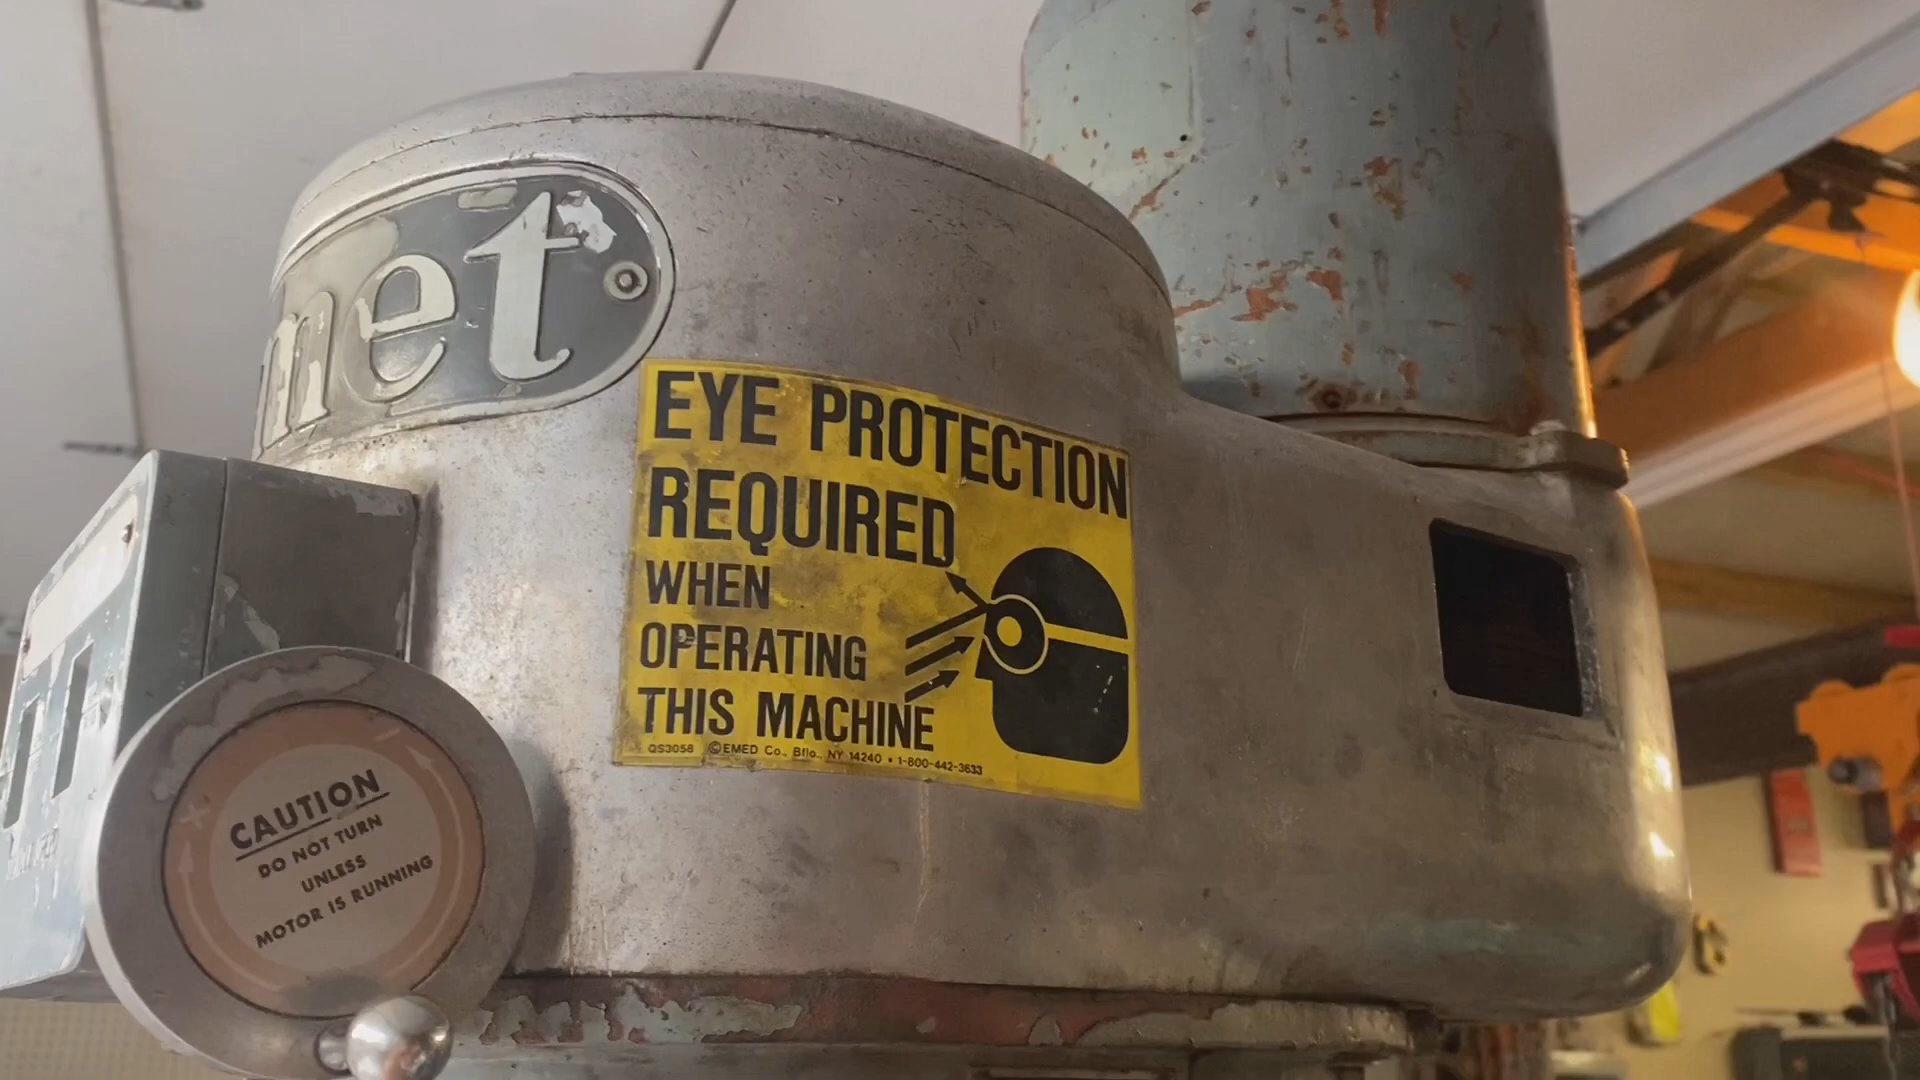 met
EYE PROTECTION
REQUIRED
WHEN
OPERATING
THIS MACHINE
QS3058 ©EMED Co., Bflo., NY 14240 • 1-800-442-3633
CAUTION
DO NOT TURN
UNLESS
MOTOR IS RUNNING